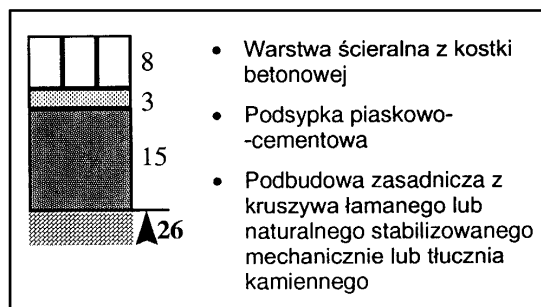 8
3
15
26
• Warstwa ścieralna z kostki
betonowej
• Podsypka piaskowo-
-cementowa
• Podbudowa zasadnicza z
kruszywa łamanego lub
naturalnego stabilizowanego
mechanicznie lub tłucznia
kamiennego